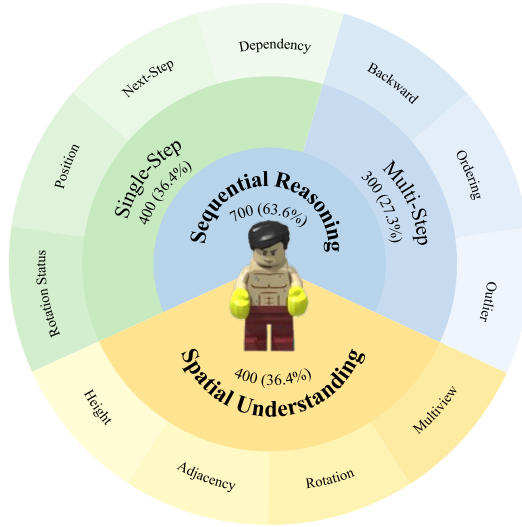 Dependency
Next-Step
Position
Rotation Status
Single-Step
400 (36.4%)
Backward
Ordering
Outlier
Multi-Step
300 (27.3%)
Sequential Reasoning
700 (63.6%)
400 (36.4%)
Spatial Understanding
Height
Adjacency
Rotation
Multiview